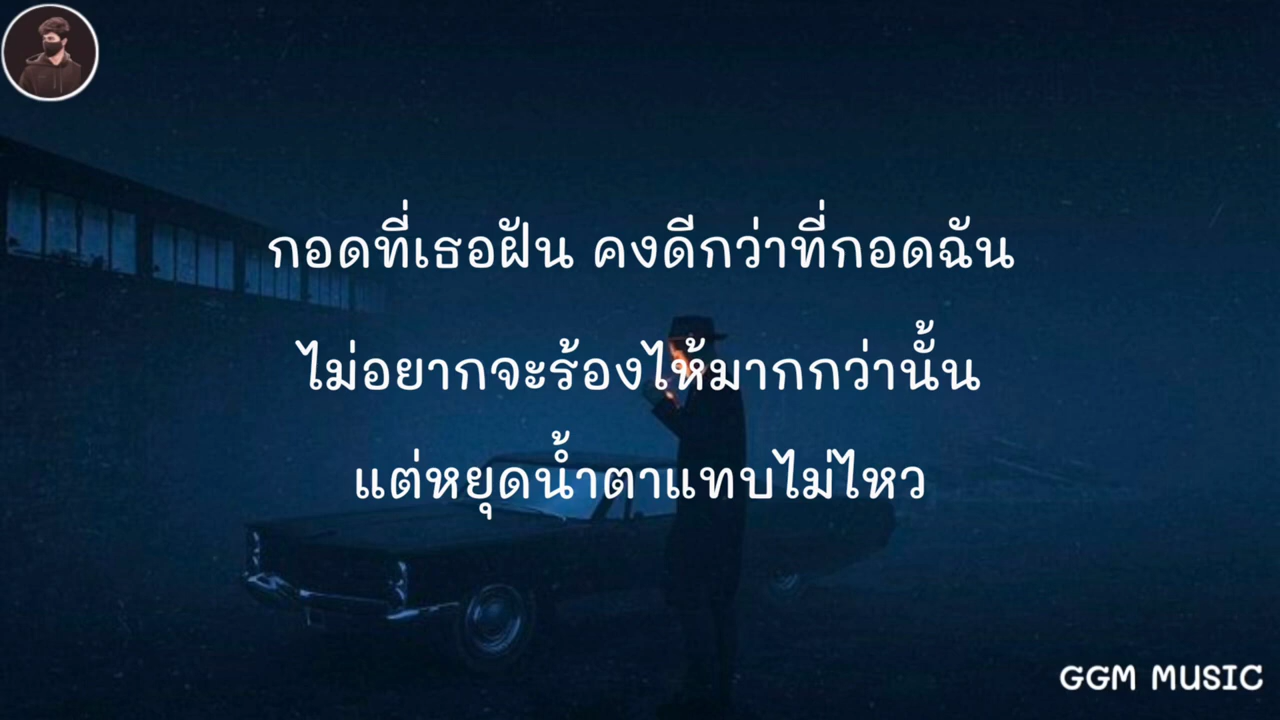 กอดที่เธอฝัน คงดีกว่าที่กอดฉัน
ไม่อยากจะร้องไห้มากกว่านั้น
แต่หยุดน้ำตาแทบไม่ไหว
GGM MUSIC